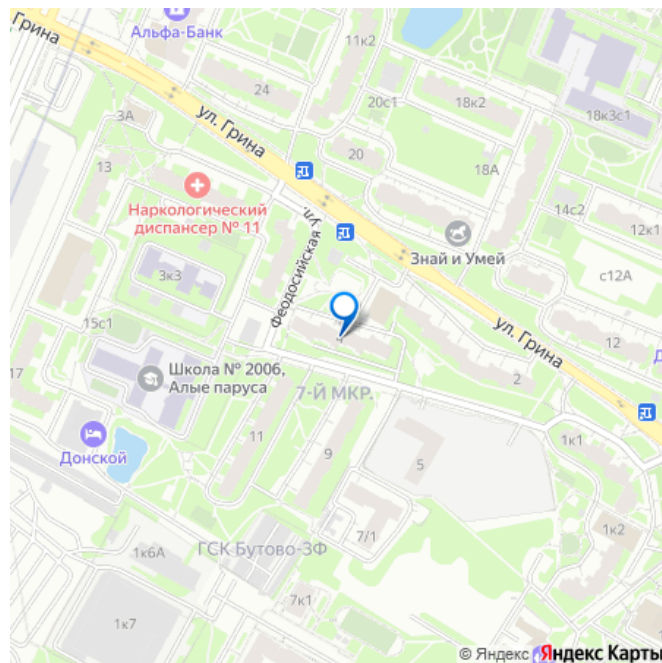 Грина
Альфа-Банк
11к2
24
20с1
18к2
18к3с1
3А
ул. Грина
20
18А
13
Наркологический
диспансер № 11
Феодосийская ул.
14с2
12к1
Знай и Умей
3к3
с12А
15с1
ул. Грина
12
17
Школа № 2006,
Алые паруса
2
7-Й МКР.
Донской
11
9
5
1к1
7/1
1к2
1к6А
ГСК Бутово-3Ф
7к1
1к7
© Яндекс
Яндекс Карты